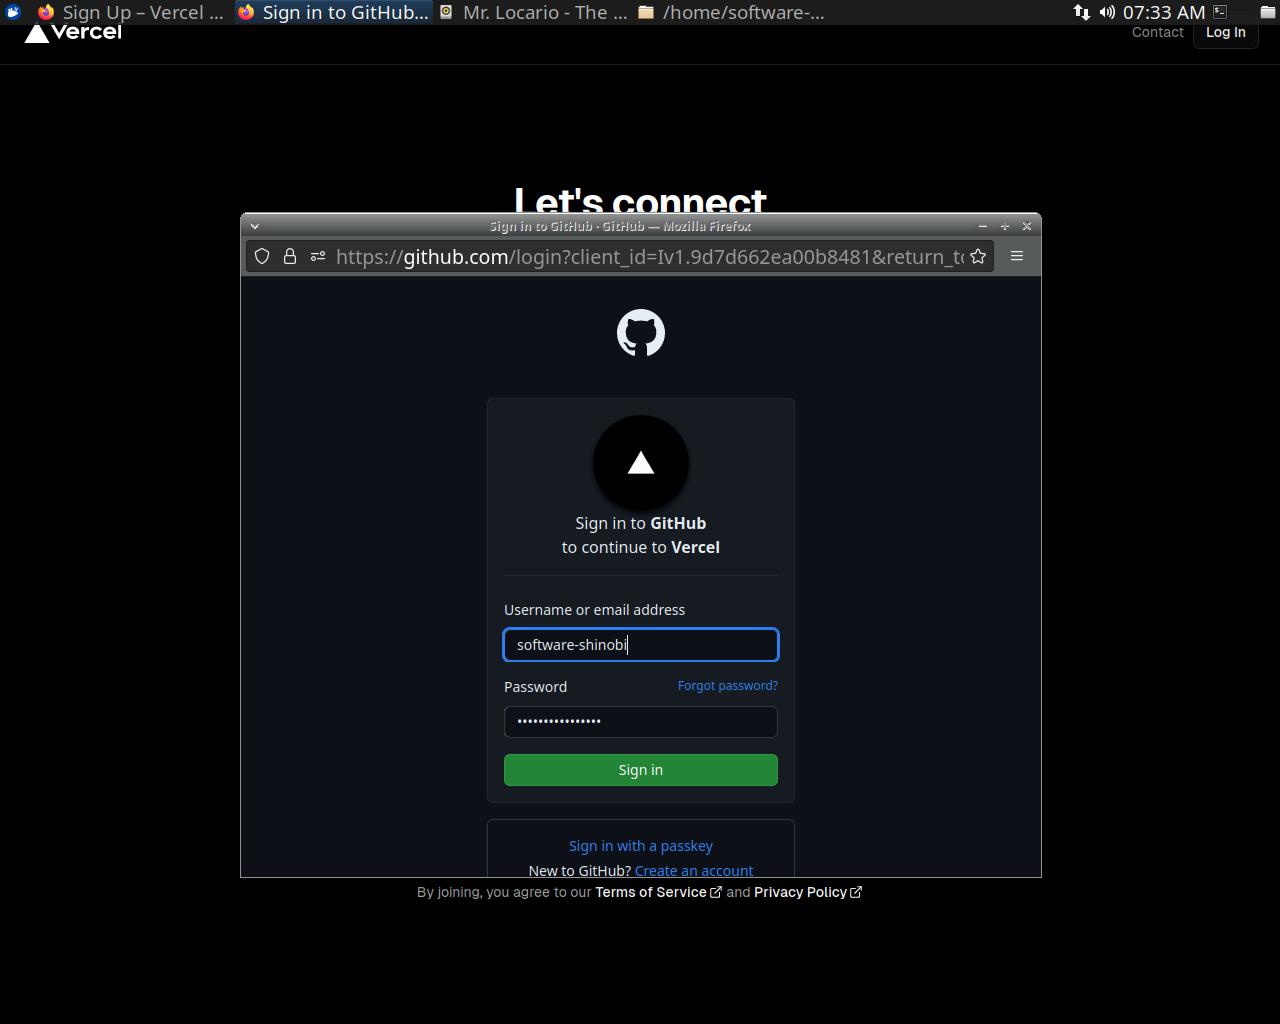 Sign Up – Vercel ...
Sign in to GitHub...
Mr. Locario - The ...
/home/software-...
07:33 AM
Vercel
Contact
Log In
Let's connect
Sign in to GitHub · GitHub — Mozilla Firefox
https://github.com/login?client_id=Iv1.9d7d662ea00b8481&return_to
Sign in to GitHub
to continue to Vercel
Username or email address
software-shinobi
Password
Forgot password?
••••••••••••••••
Sign in
Sign in with a passkey
New to GitHub? Create an account
By joining, you agree to our Terms of Service and Privacy Policy